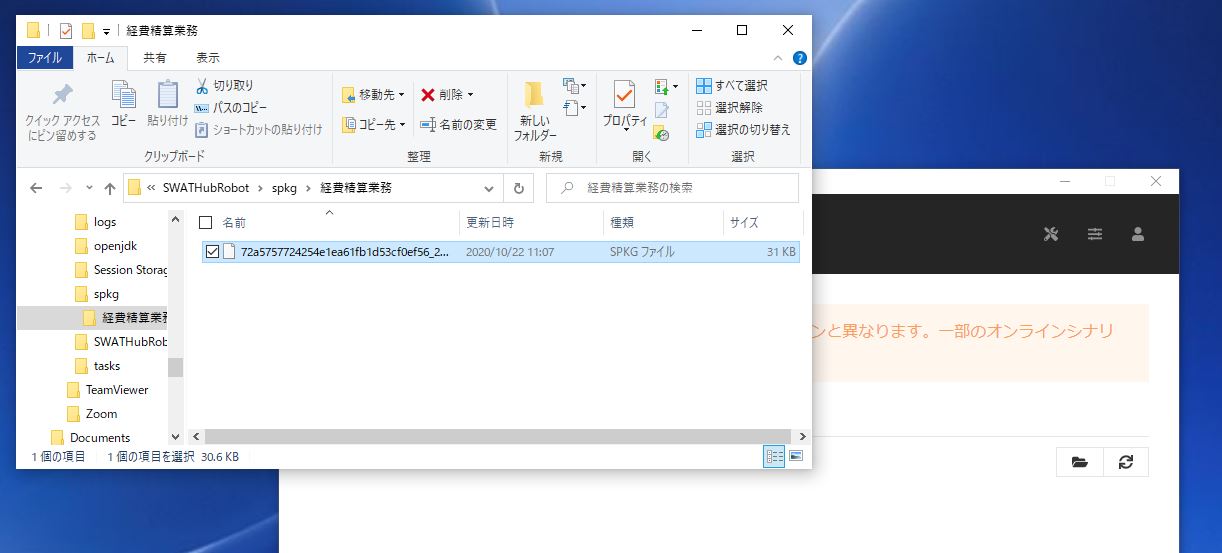 経費精算業務
ファイル ホーム 共有 表示
クイック アクセス
にピン留めする
コピー
貼り付け
切り取り
パスのコピー
ショートカットの貼り付け
クリップボード
移動先
コピー先
削除
名前の変更
整理
新しい
フォルダー
新規
プロパティ
開く
すべて選択
選択解除
選択の切り替え
選択
« SWATHubRobot › spkg › 経費精算業務
経費精算業務の検索
logs
openjdk
Session Storag
spkg
経費精算業務
SWATHubRob
tasks
TeamViewer
Zoom
Documents
名前 更新日時 種類 サイズ
72a5757724254e1ea61fb1d53cf0ef56_2... 2020/10/22 11:07 SPKG ファイル 31 KB
1 個の項目 1 個の項目を選択 30.6 KB
ンと異なります。一部のオンラインシナリ